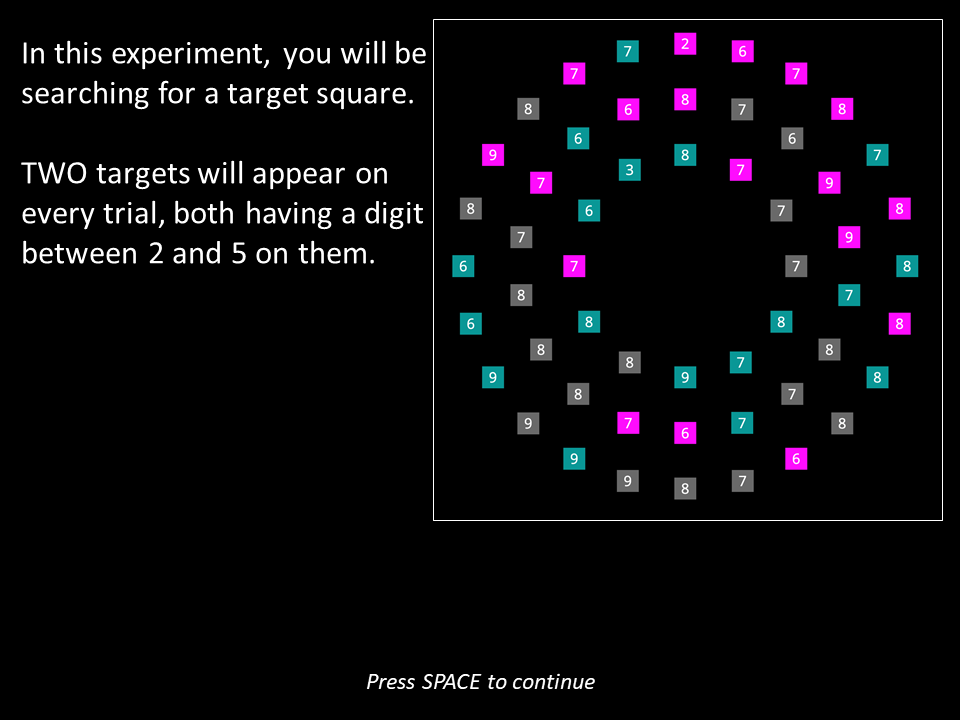 In this experiment, you will be
searching for a target square.
TWO targets will appear on
every trial, both having a digit
between 2 and 5 on them.
2
7 6
7 7
8
8 6 7 8
6 6
9 8 7
3 7
7 9
8 6 7 8
7 9
6 7 7 8
8 7
6 8 8 8
8 8
8 7
9 9 8
8 7
9 7 7 8
6
9 6
9 7
8
Press SPACE to continue